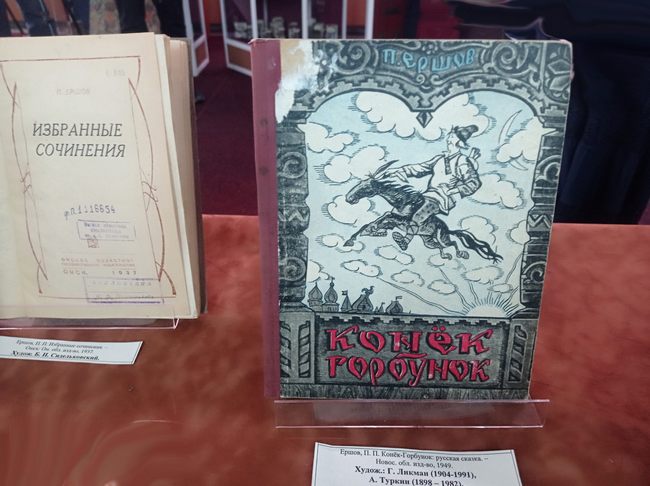 П. ЕРШОВ
ИЗБРАННЫЕ
СОЧИНЕНИЯ
ОМСК 1937
Ершов, П. П. Избранные сочинения. –
Омск: Ом. обл. изд-во, 1937.
Худож. Б. Н. Сидельковский.
П. ЕРШОВ
КОНЁК
ГОРБУНОК
Ершов, П. П. Конёк-Горбунок: русская сказка. –
Новос. обл. изд-во, 1949.
Худож.: Г. Ликман (1904-1991),
А. Туркин (1898 – 1982).